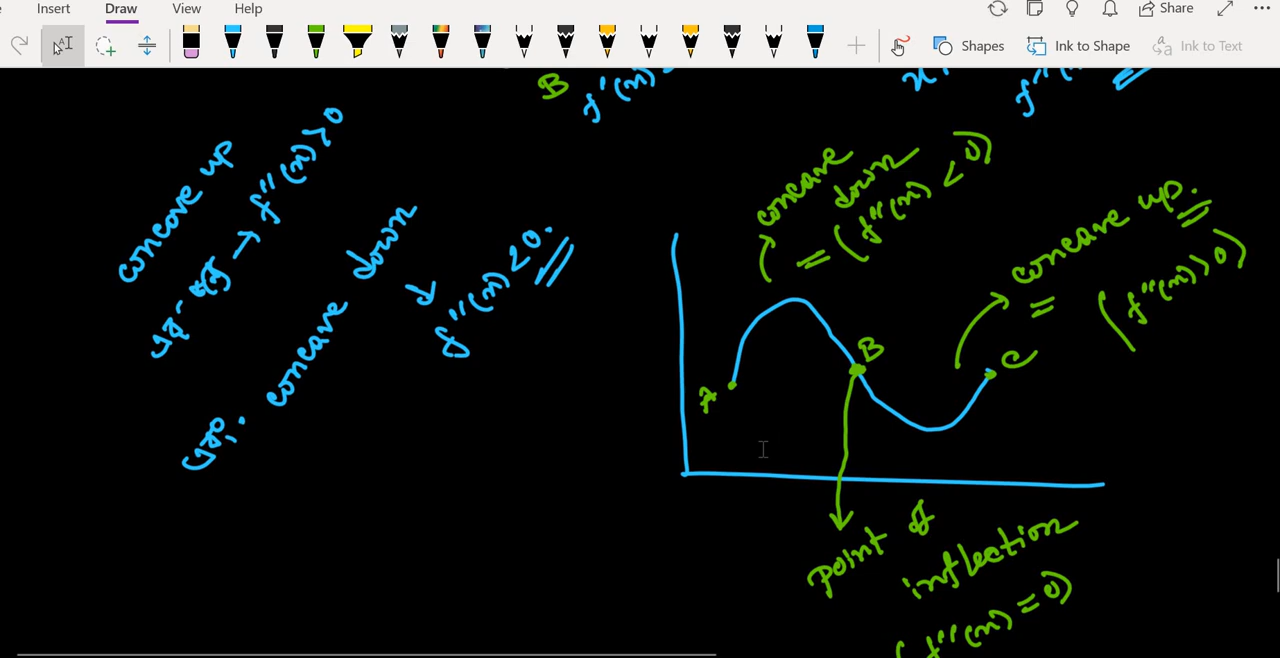 Insert Draw View Help
Share
Shapes Ink to Shape Ink to Text
B f'(x)
x,
f''(x
concave up
→ f''(x) > 0
concave down
f''(x) < 0.
concave
down
= (f''(x) < 0)
concave up.
= (f''(x) > 0)
A
B
C
point of
inflection
(f''(x) = 0)